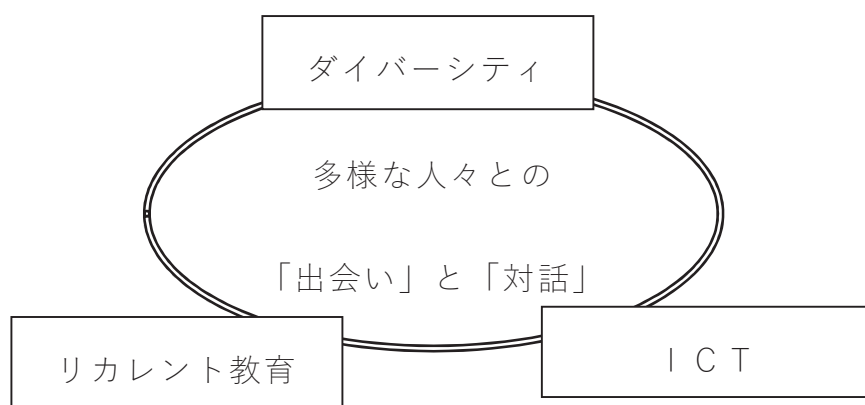 ダイバーシティ
多様な人々との
「出会い」と「対話」
リカレント教育
ＩＣＴ